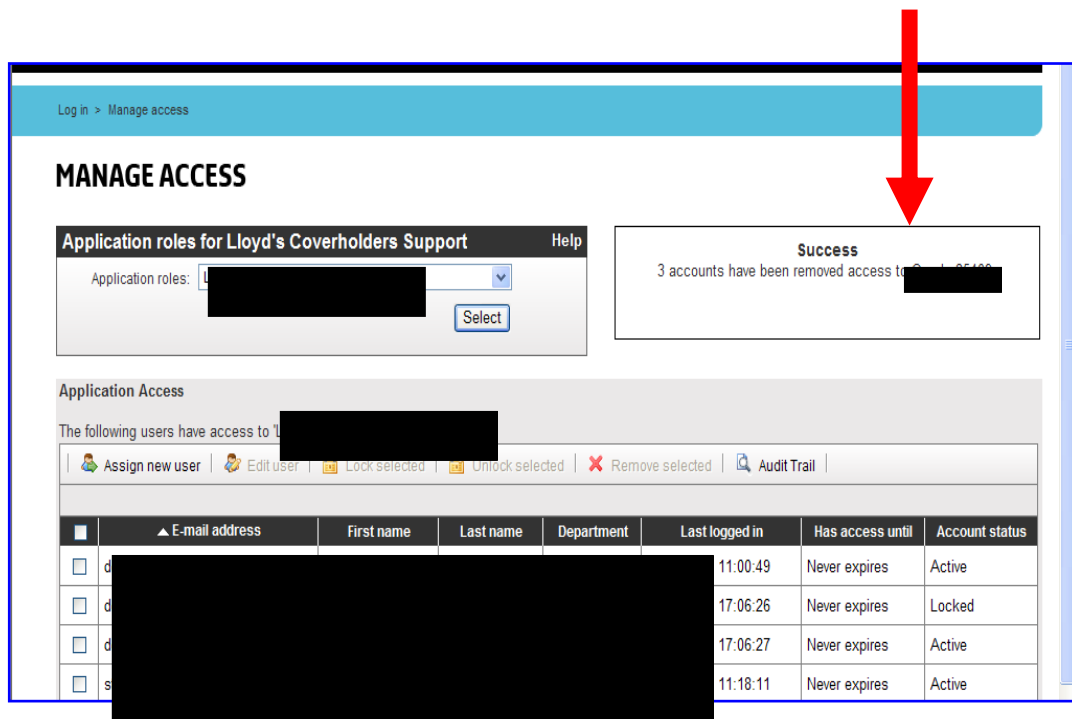 Log in > Manage access
MANAGE ACCESS
Application roles for Lloyd's Coverholders Support Help
Application roles:
Select
Success
3 accounts have been removed access to
Application Access
The following users have access to 'L
Assign new user | Edit user | Lock selected | Unlock selected | Remove selected | Audit Trail |
▲ E-mail address First name Last name Department Last logged in Has access until Account status
d 11:00:49 Never expires Active
d 17:06:26 Never expires Locked
d 17:06:27 Never expires Active
s 11:18:11 Never expires Active